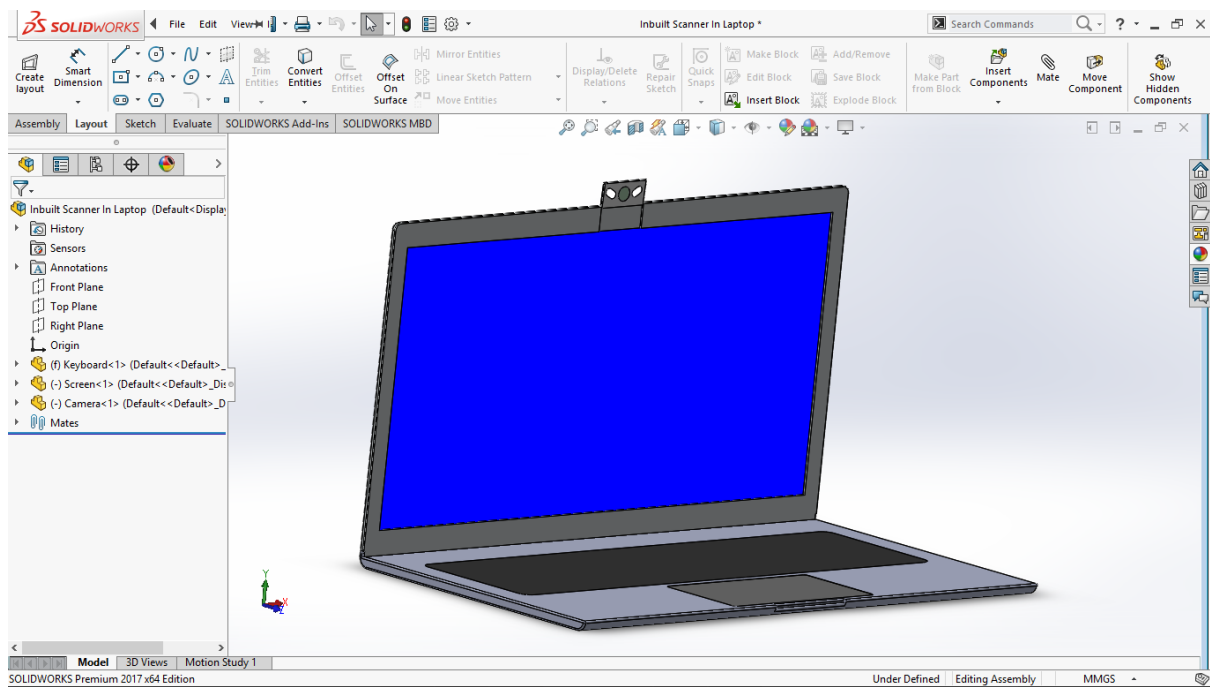 SOLIDWORKS File Edit View Inbuilt Scanner In Laptop * Search Commands ?
Create layout
Smart Dimension
Trim Entities
Convert Entities
Offset Entities
Offset On Surface
Mirror Entities
Linear Sketch Pattern
Move Entities
Display/Delete Relations
Repair Sketch
Quick Snaps
Make Block
Edit Block
Insert Block
Add/Remove
Save Block
Explode Block
Make Part from Block
Insert Components
Mate
Move Component
Show Hidden Components
Assembly Layout Sketch Evaluate SOLIDWORKS Add-Ins SOLIDWORKS MBD
Inbuilt Scanner In Laptop (Default<Display
History
Sensors
A Annotations
Front Plane
Top Plane
Right Plane
Origin
(f) Keyboard<1> (Default<<Default>_
(-) Screen<1> (Default<<Default>_Dis
(-) Camera<1> (Default<<Default>_D
Mates
Y
X
Z
Model 3D Views Motion Study 1
SOLIDWORKS Premium 2017 x64 Edition Under Defined Editing Assembly MMGS